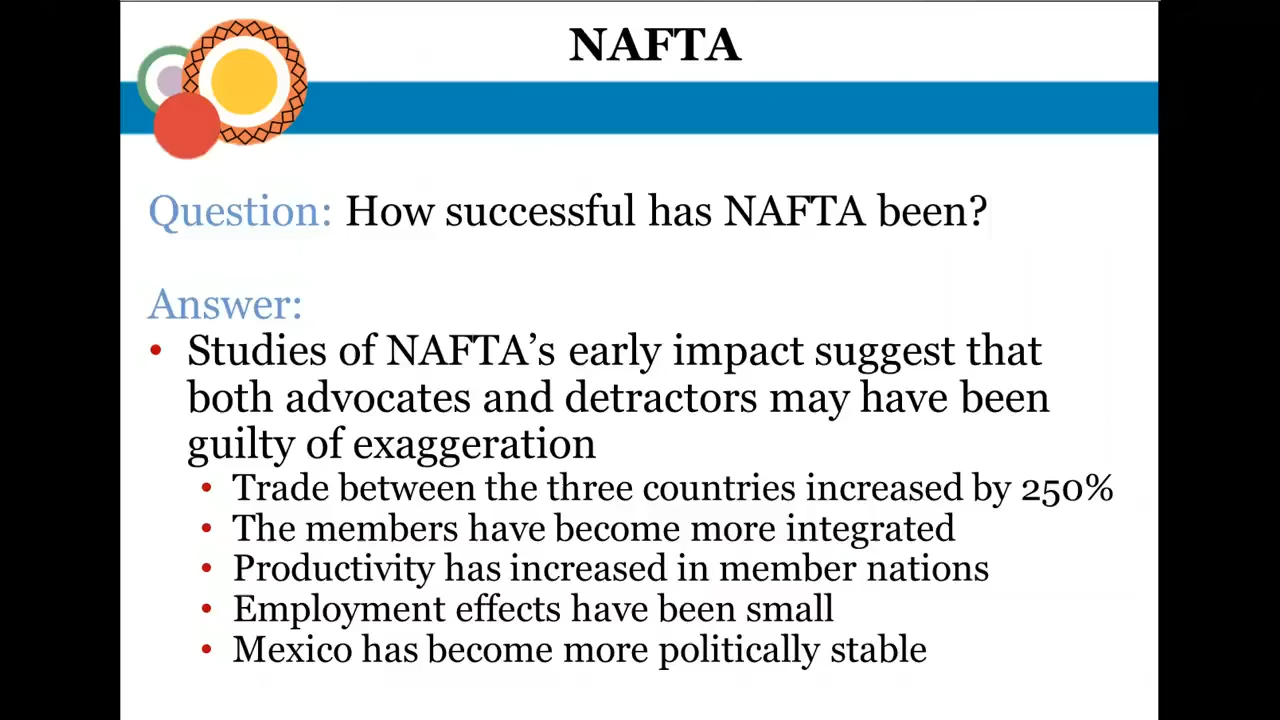 NAFTA
Question: How successful has NAFTA been?
Answer:
• Studies of NAFTA’s early impact suggest that
both advocates and detractors may have been
guilty of exaggeration
• Trade between the three countries increased by 250%
• The members have become more integrated
• Productivity has increased in member nations
• Employment effects have been small
• Mexico has become more politically stable